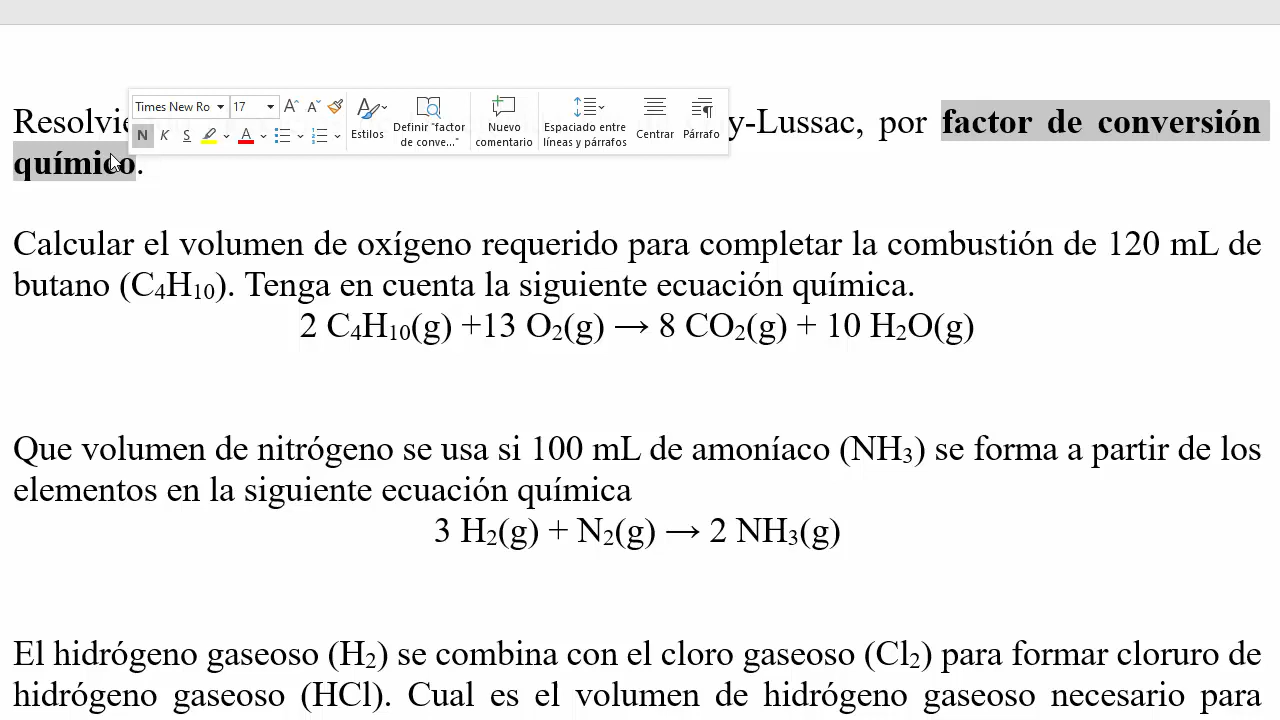 Resolvie y-Lussac, por factor de conversión
Times New Ro 17
N K S A Estilos Definir "factor de conve..." Nuevo comentario Espaciado entre líneas y párrafos Centrar Párrafo
químico.
Calcular el volumen de oxígeno requerido para completar la combustión de 120 mL de
butano (C₄H₁₀). Tenga en cuenta la siguiente ecuación química.
2 C₄H₁₀(g) +13 O₂(g) → 8 CO₂(g) + 10 H₂O(g)
Que volumen de nitrógeno se usa si 100 mL de amoníaco (NH₃) se forma a partir de los
elementos en la siguiente ecuación química
3 H₂(g) + N₂(g) → 2 NH₃(g)
El hidrógeno gaseoso (H₂) se combina con el cloro gaseoso (Cl₂) para formar cloruro de
hidrógeno gaseoso (HCl). Cual es el volumen de hidrógeno gaseoso necesario para